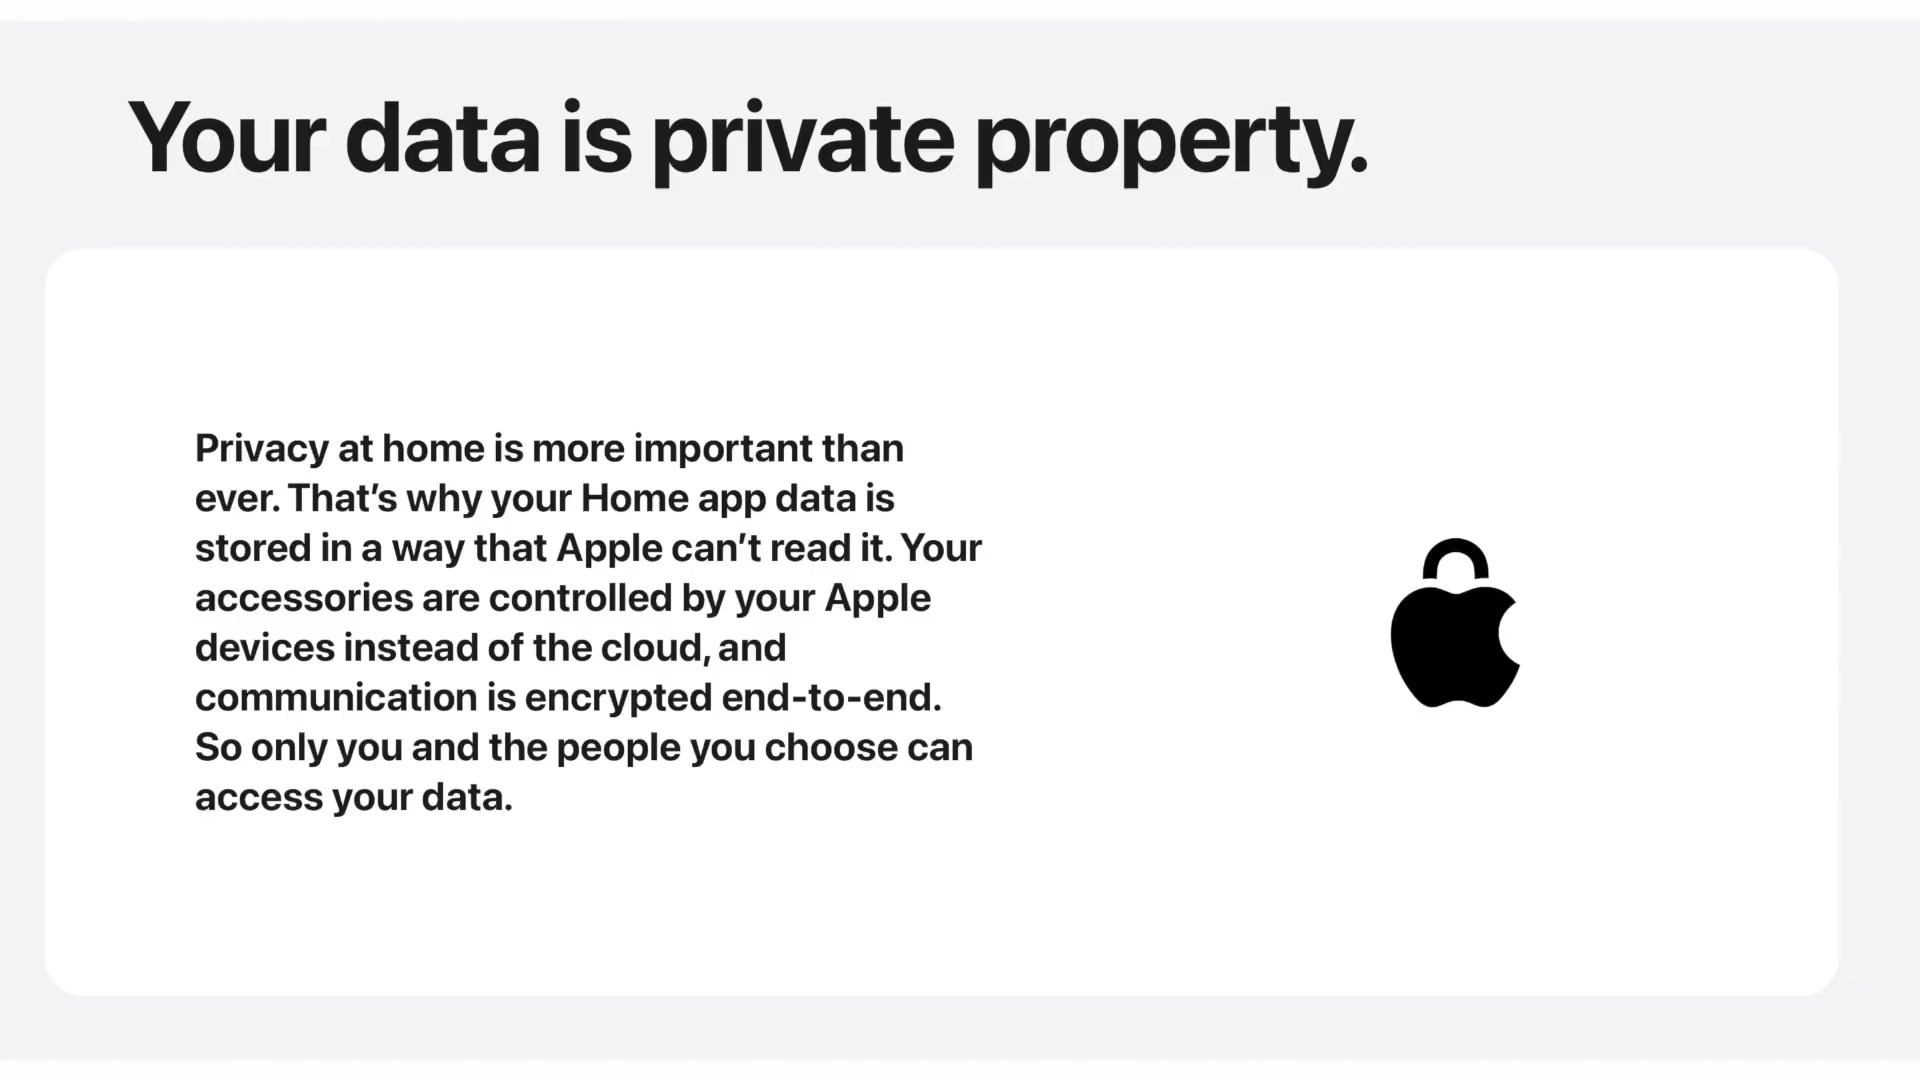 Your data is private property.
Privacy at home is more important than
ever. That’s why your Home app data is
stored in a way that Apple can’t read it. Your
accessories are controlled by your Apple
devices instead of the cloud, and
communication is encrypted end-to-end.
So only you and the people you choose can
access your data.